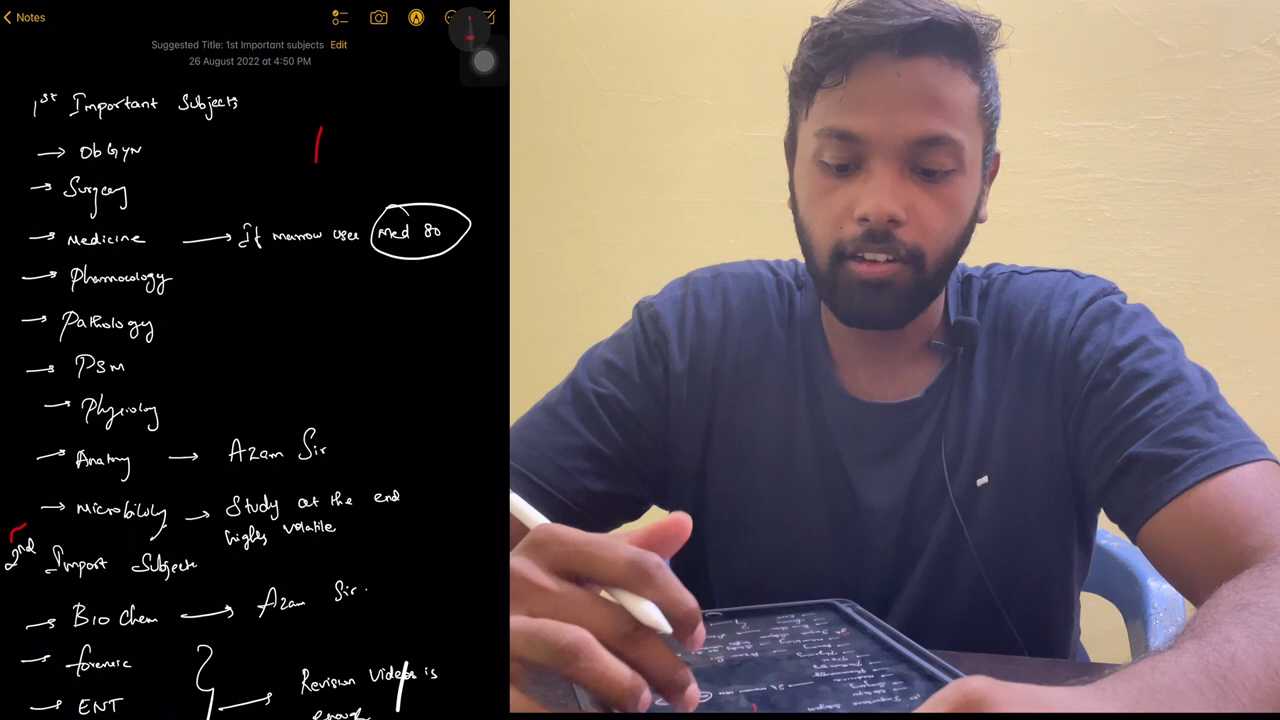 Notes
Suggested Title: 1st Important subjects Edit
26 August 2022 at 4:50 PM
1st Important Subjects
→ ObGyn
→ Surgery
→ Medicine → If marrow user Med 80
→ Phamocology
→ Pathology
→ PSM
→ Physiology
→ Anatomy → Azam Sir
→ Microbiology → Study at the end
highly volatile
2nd Import Subjects
→ Bio Chem → Azam Sir.
→ forensic
→ ENT → Revision Videos is
enough